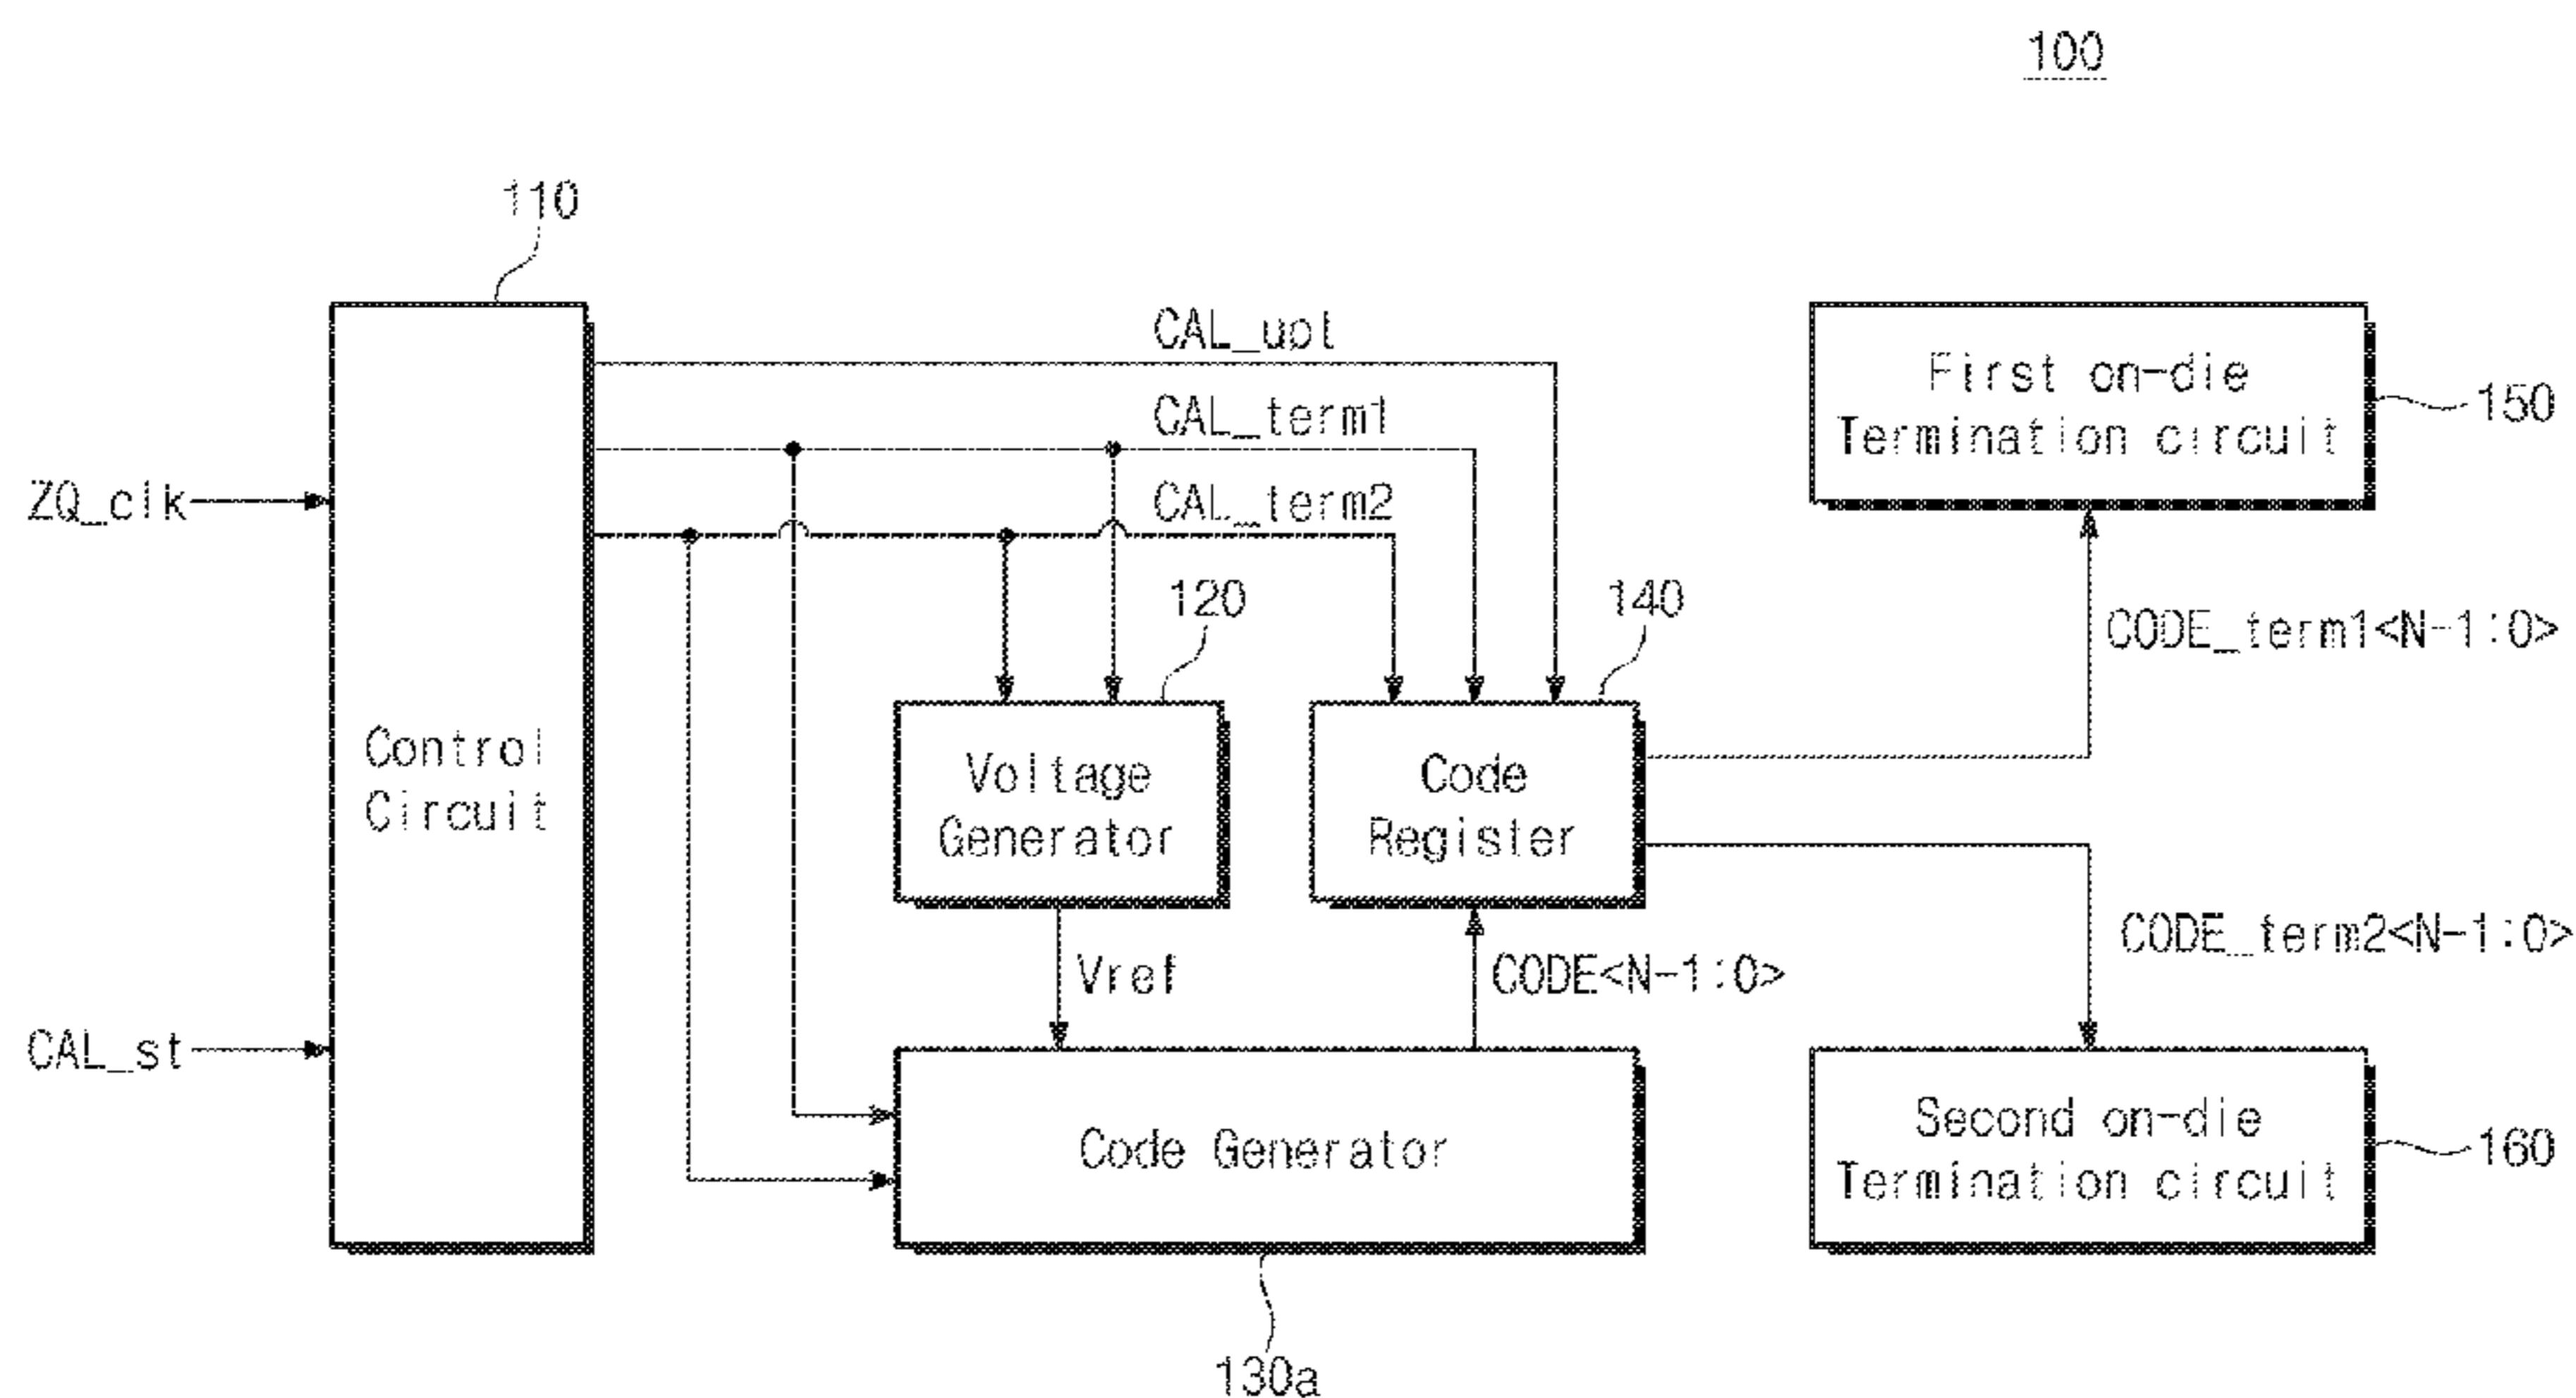 100
110
CAL_upt
CAL_term1
CAL_term2
ZQ_clk
CAL_st
Control
Circuit
120
Voltage
Generator
140
Code
Register
Vref
CODE<N-1:0>
Code Generator
130a
First on-die
Termination circuit
150
CODE_term1<N-1:0>
CODE_term2<N-1:0>
Second on-die
Termination circuit
160